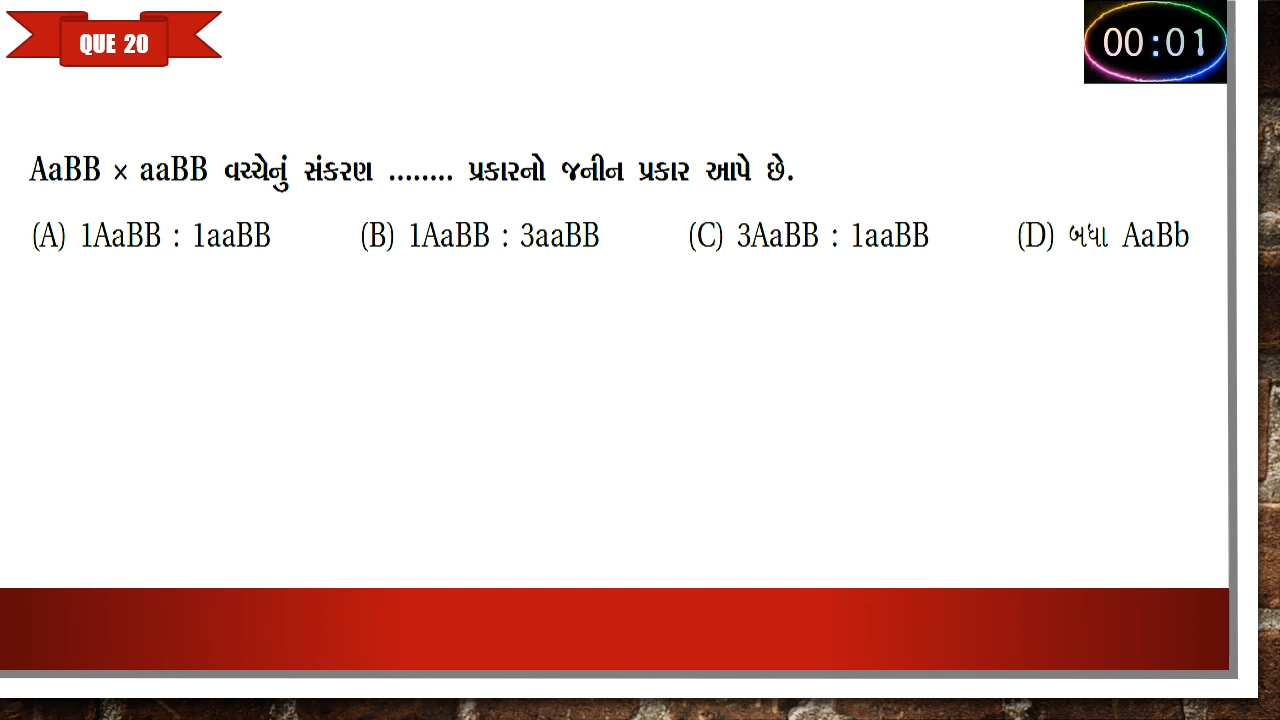 QUE 20
00:01
AaBB × aaBB વચ્ચેનું સંકરણ ........ પ્રકારનો જનીન પ્રકાર આપે છે.
(A) 1AaBB : 1aaBB (B) 1AaBB : 3aaBB (C) 3AaBB : 1aaBB (D) બધા AaBb